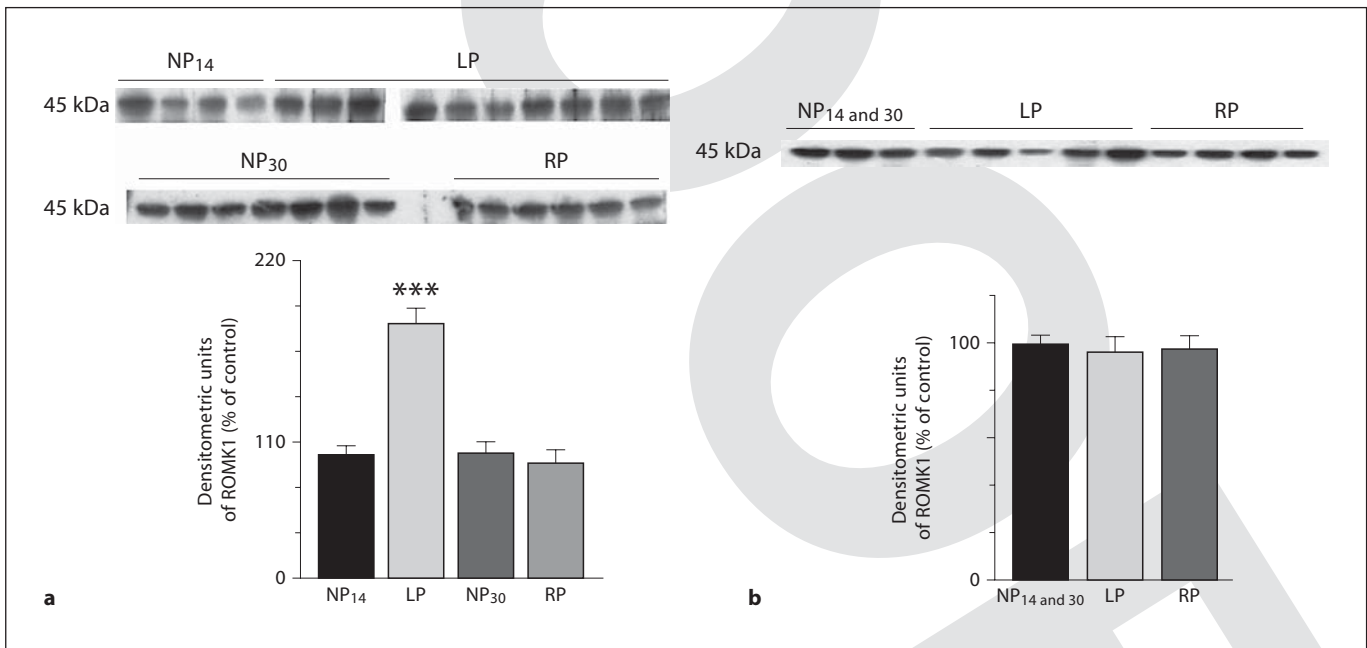 NP14 LP
45 kDa
NP30 RP
45 kDa
220
***
110
0
Densitometric units
of ROMK1 (% of control)
NP14 LP NP30 RP
a
NP14 and 30 LP RP
45 kDa
100
0
Densitometric units
of ROMK1 (% of control)
NP14 and 30 LP RP
b